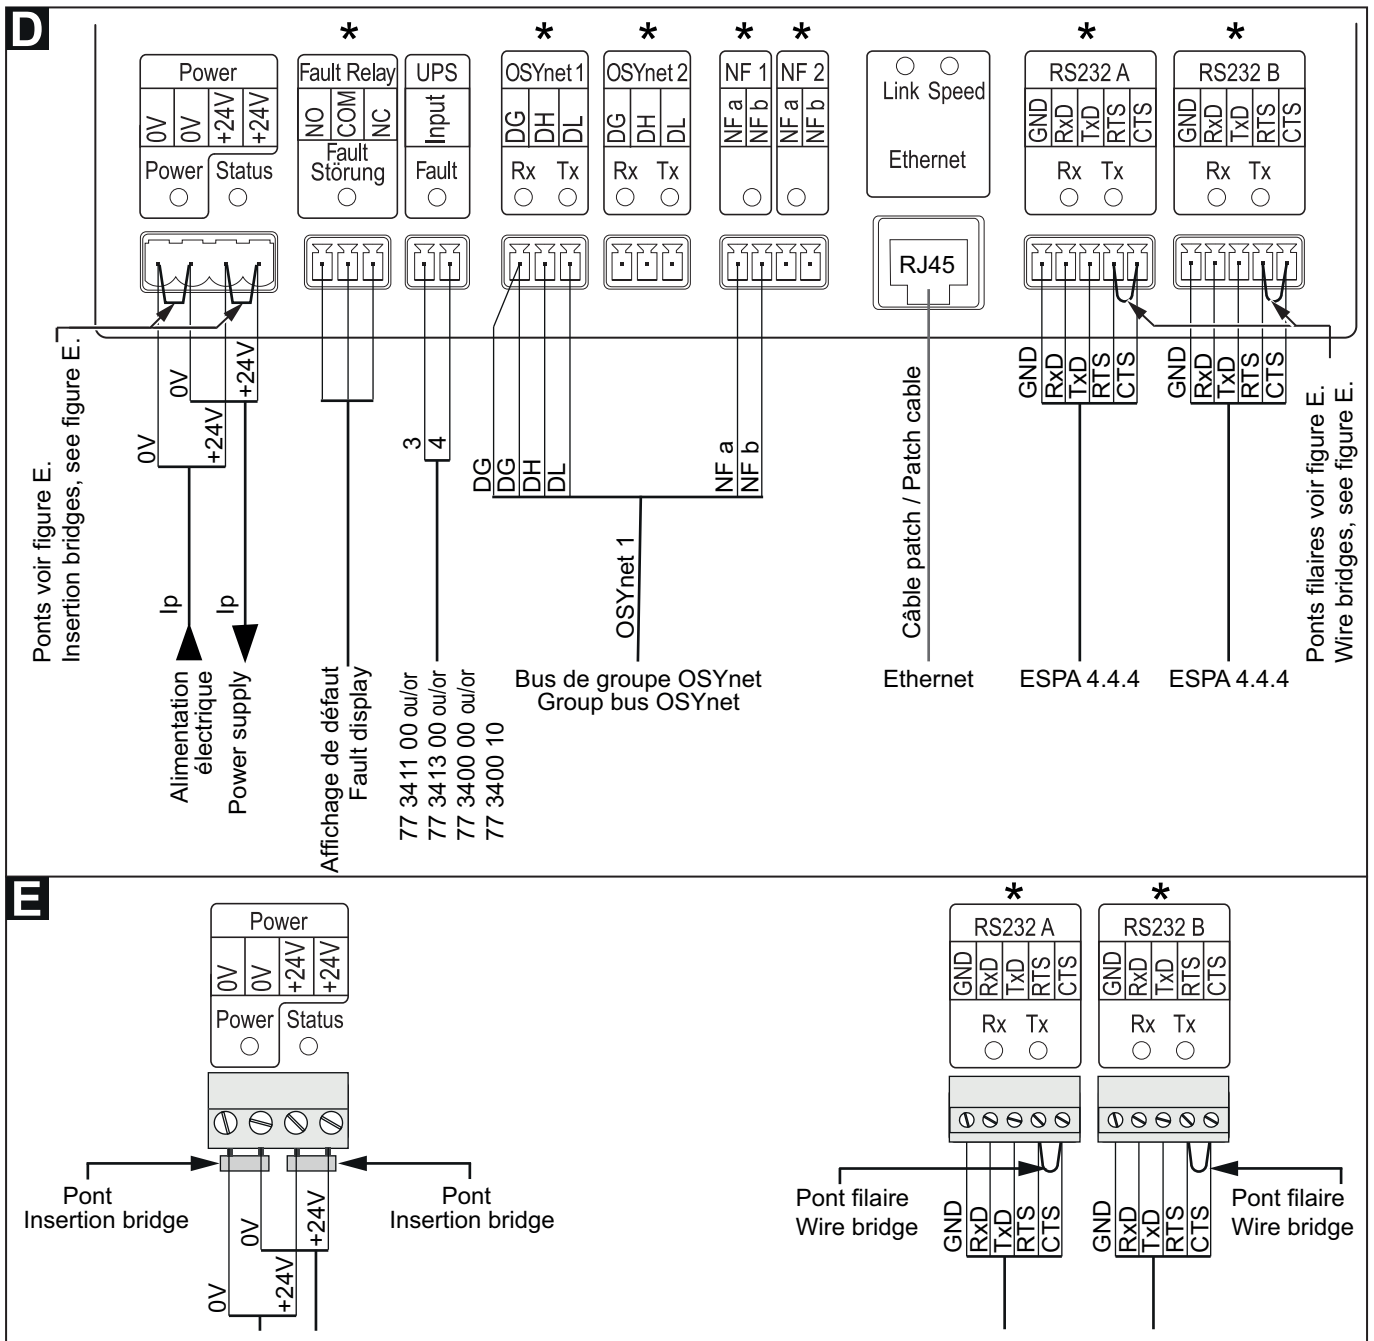 D
* * * * * * *
Power
0V 0V +24V +24V
Power Status
Fault Relay
NO COM NC
Fault
Störung
UPS
Input
Fault
OSYnet 1
DG DH DL
Rx Tx
OSYnet 2
DG DH DL
Rx Tx
NF 1
NF a NF b
NF 2
NF a NF b
Link Speed
Ethernet
RJ45
RS232 A
GND RxD TxD RTS CTS
Rx Tx
RS232 B
GND RxD TxD RTS CTS
Rx Tx
Ponts voir figure E.
Insertion bridges, see figure E.
0V +24V
0V +24V
Ip Ip
Alimentation
électrique
Power supply
Affichage de défaut
Fault display
3 4
77 3411 00 ou/or
77 3413 00 ou/or
77 3400 00 ou/or
77 3400 10
DG DG DH DL
NF a NF b
OSYnet 1
Bus de groupe OSYnet
Group bus OSYnet
Câble patch / Patch cable
Ethernet
GND RxD TxD RTS CTS
ESPA 4.4.4
GND RxD TxD RTS CTS
ESPA 4.4.4
Ponts filaires voir figure E.
Wire bridges, see figure E.
E
* *
Power
0V 0V +24V +24V
Power Status
Pont
Insertion bridge
Pont
Insertion bridge
0V +24V
0V +24V
RS232 A
GND RxD TxD RTS CTS
Rx Tx
RS232 B
GND RxD TxD RTS CTS
Rx Tx
Pont filaire
Wire bridge
GND RxD TxD RTS CTS
GND RxD TxD RTS CTS
Pont filaire
Wire bridge